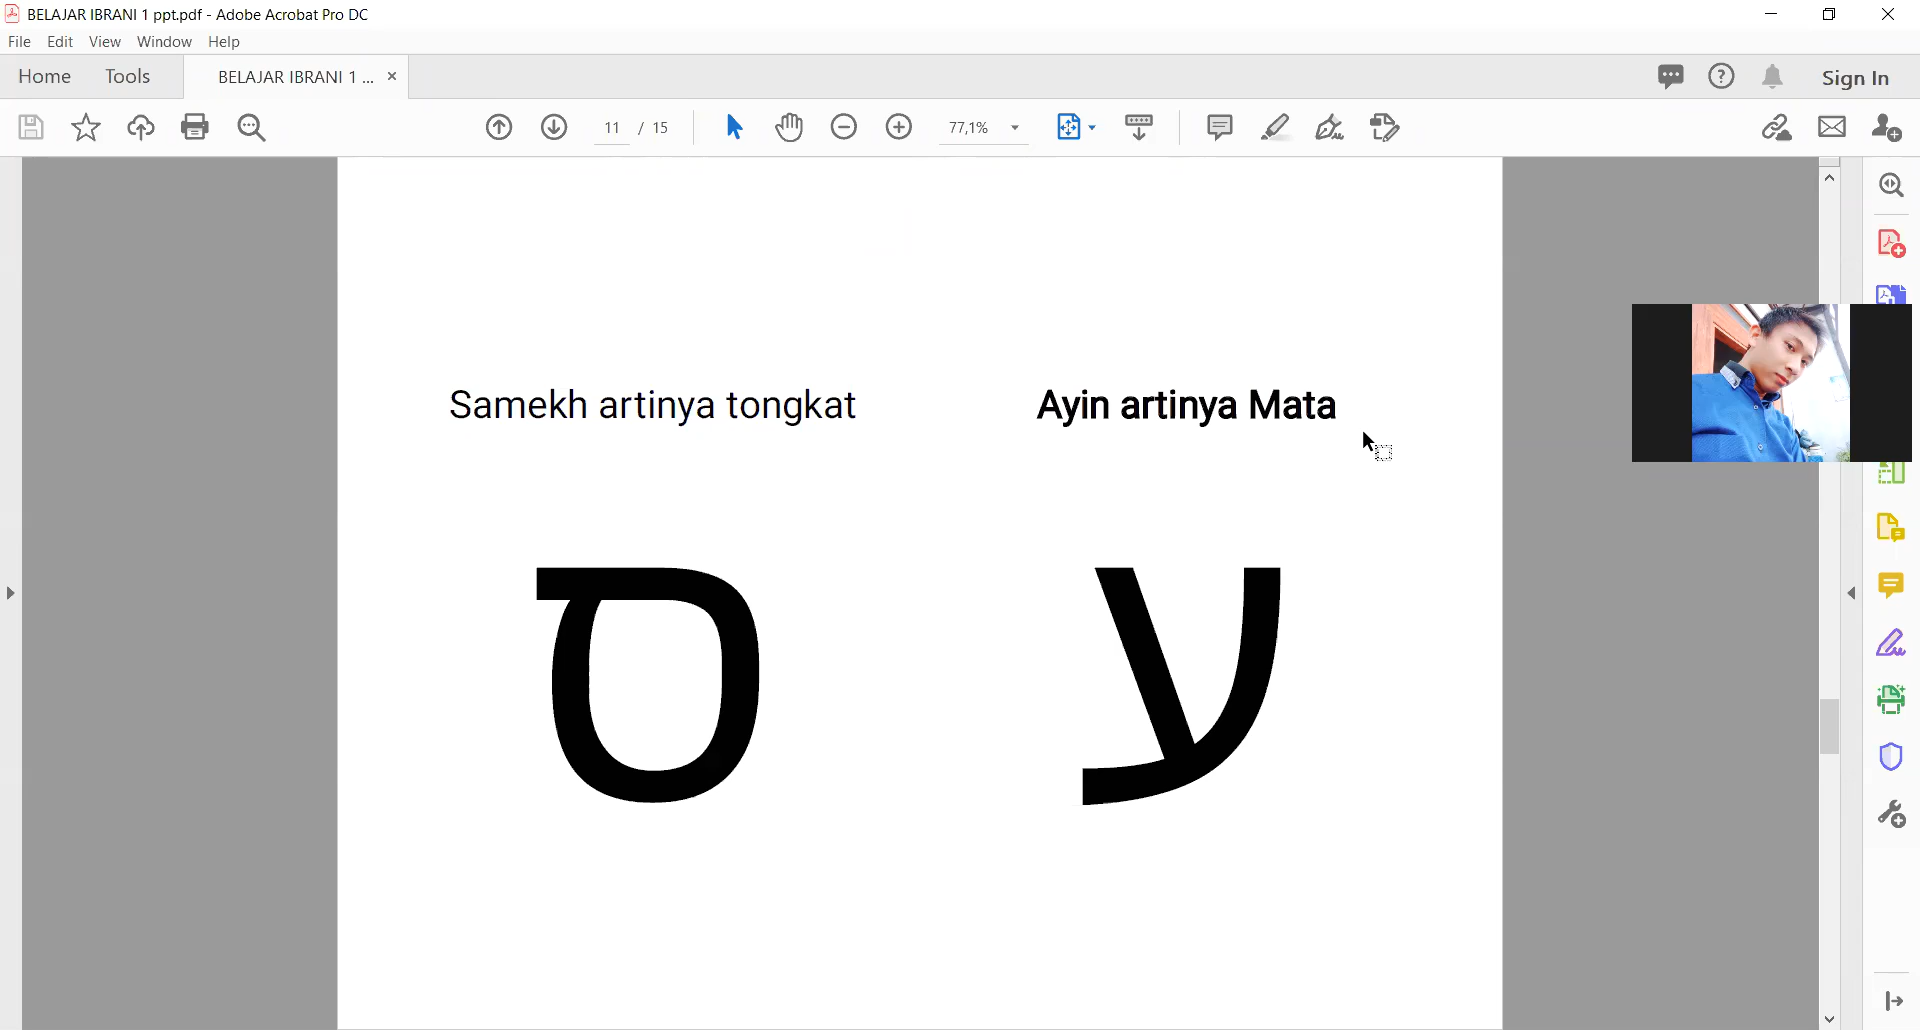 BELAJAR IBRANI 1 ppt.pdf - Adobe Acrobat Pro DC
File Edit View Window Help
Home Tools BELAJAR IBRANI 1 ... × Sign In
11 / 15 77,1%
Samekh artinya tongkat
Ayin artinya Mata
ס
ע